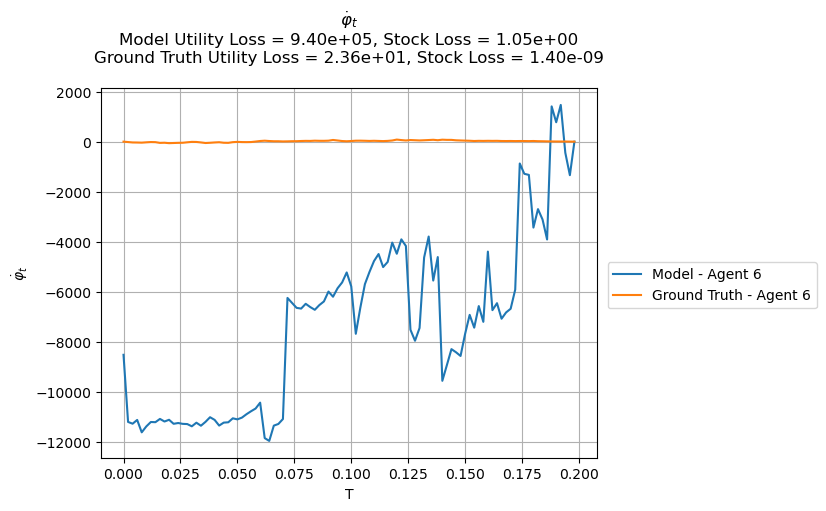 φ̇ₜ
Model Utility Loss = 9.40e+05, Stock Loss = 1.05e+00
Ground Truth Utility Loss = 2.36e+01, Stock Loss = 1.40e-09
2000
0
−2000
−4000
−6000
−8000
−10000
−12000
φ̇ₜ
0.000 0.025 0.050 0.075 0.100 0.125 0.150 0.175 0.200
T
Model - Agent 6
Ground Truth - Agent 6